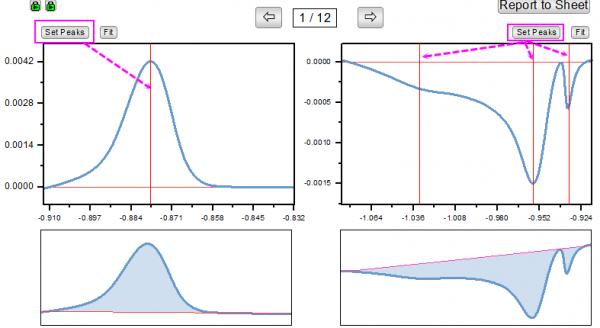 Report to Sheet
1 / 12
Set Peaks Fit
Set Peaks Fit
0.0042
0.0028
0.0014
0.0000
-0.910 -0.897 -0.884 -0.871 -0.858 -0.845 -0.832
0.0000
-0.0005
-0.0010
-0.0015
-1.064 -1.036 -1.008 -0.980 -0.952 -0.924